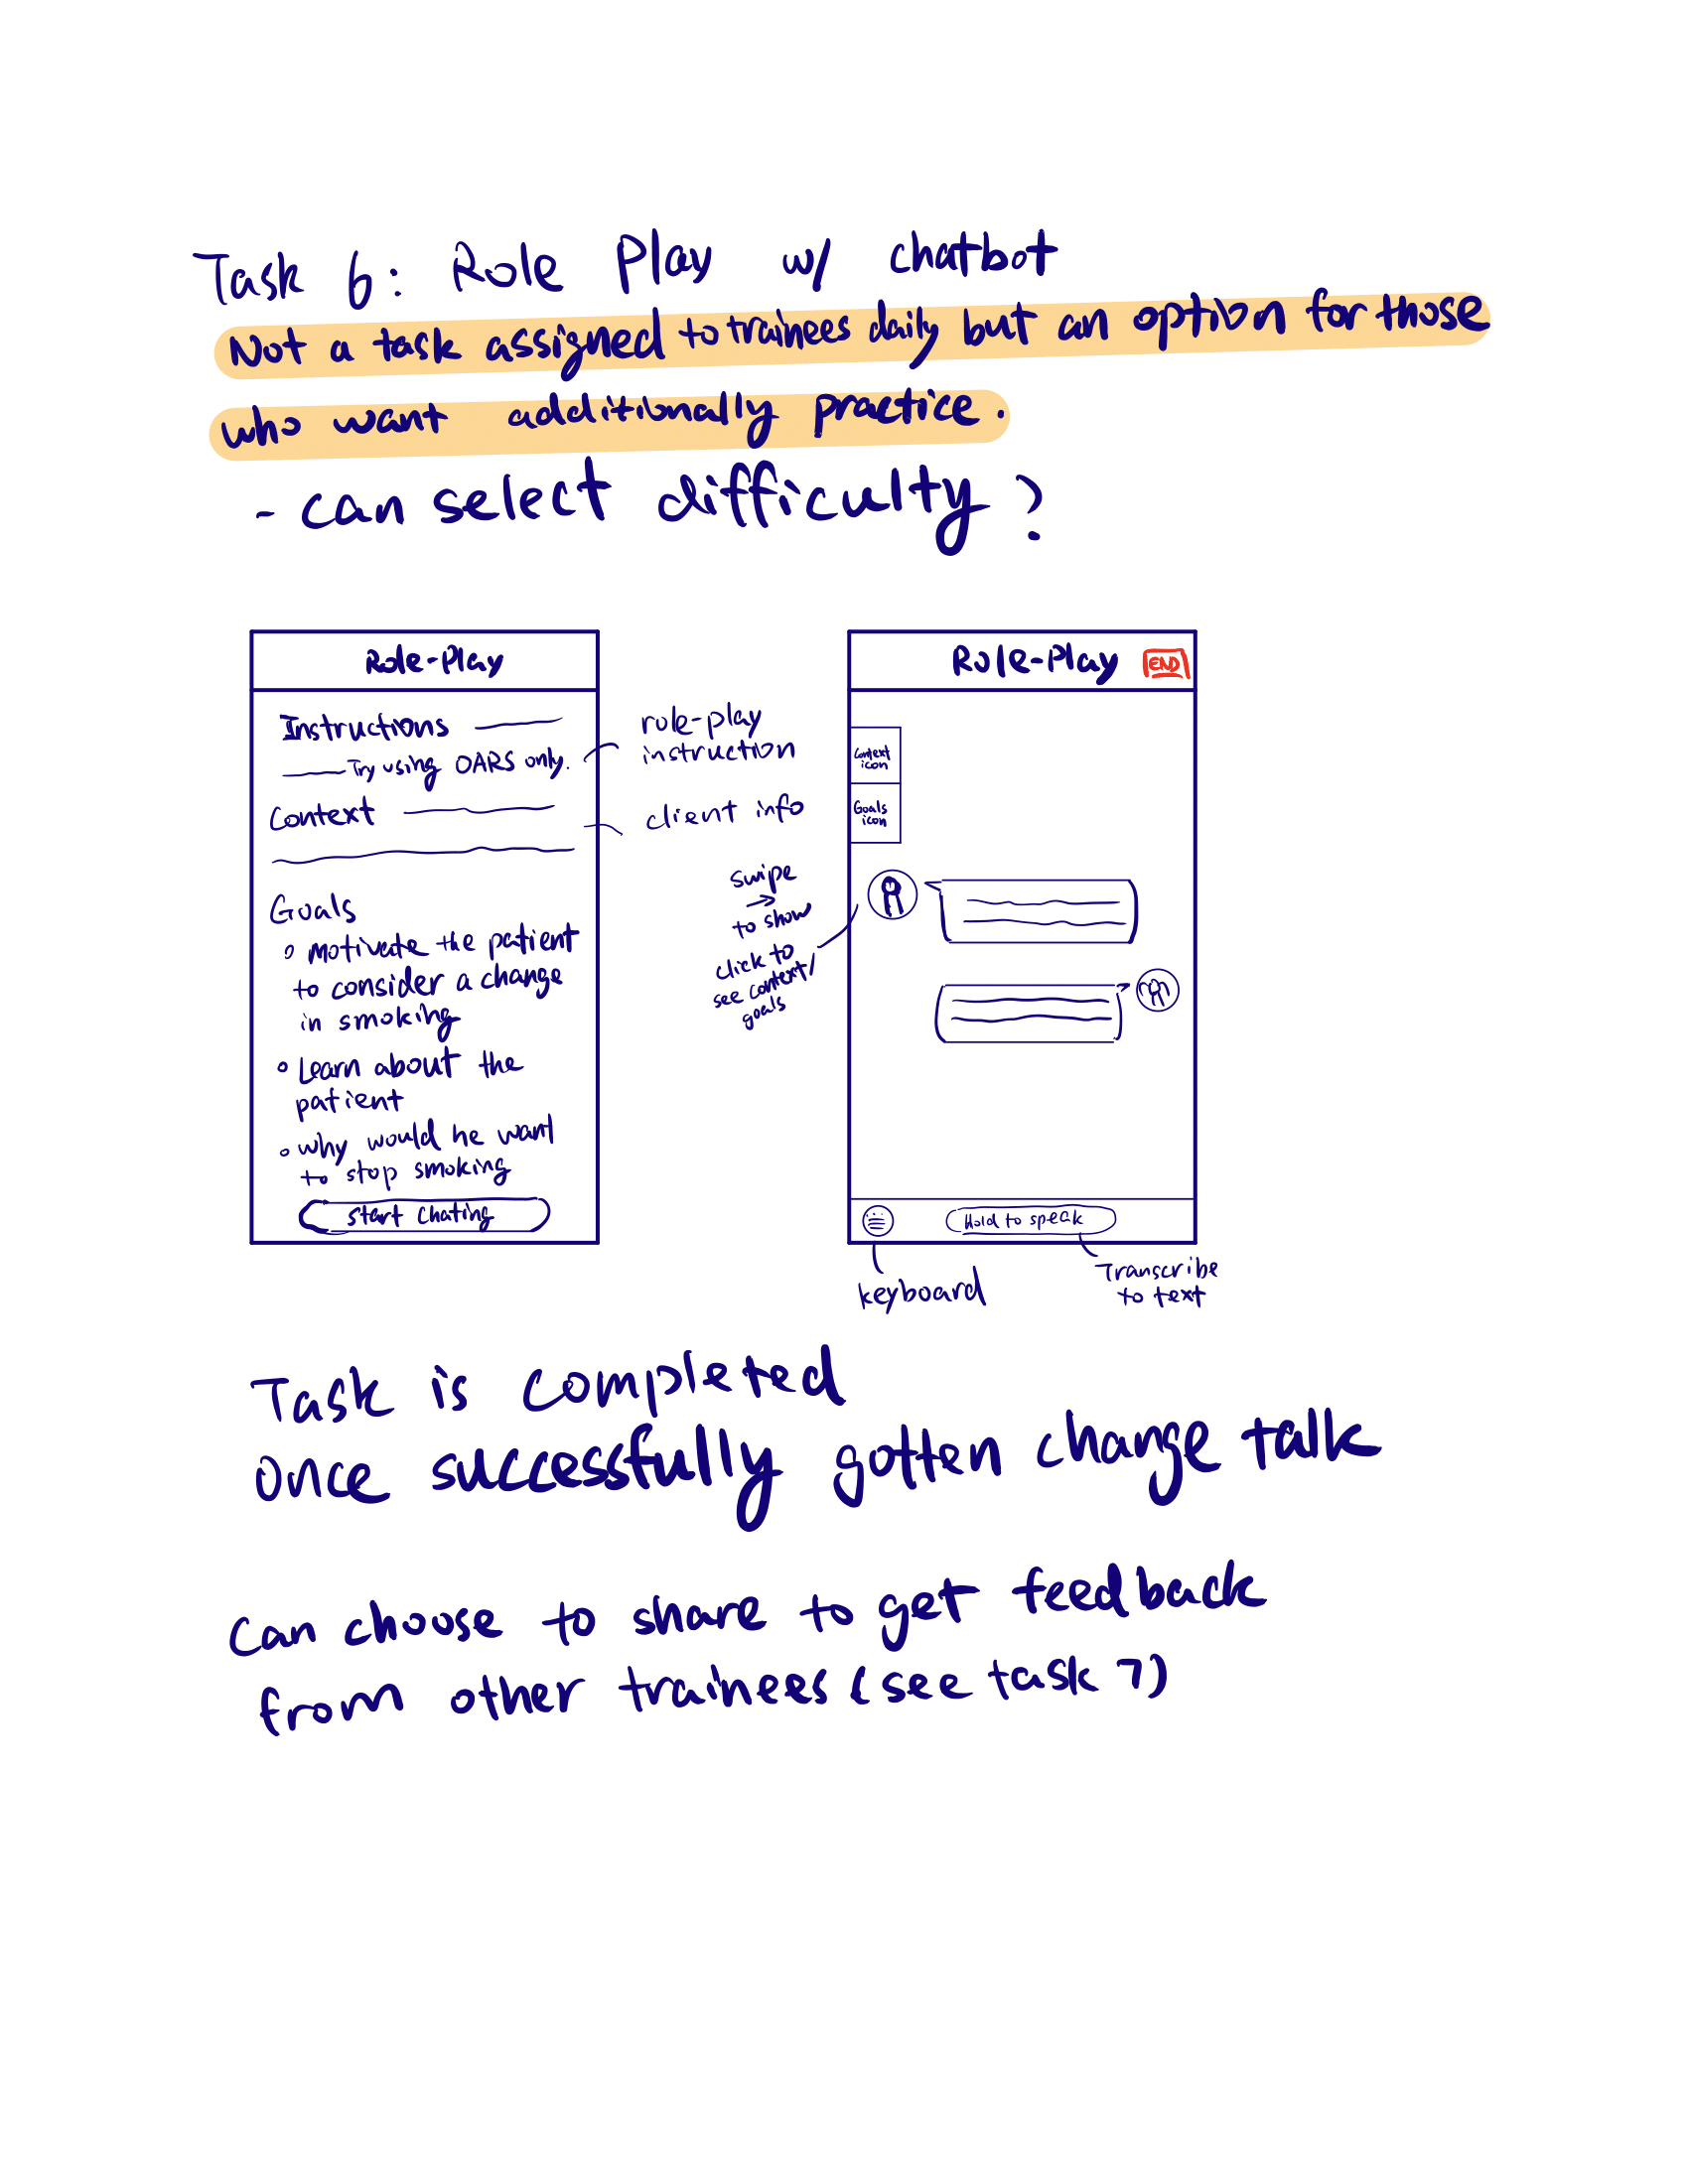 Task 6: Role Play w/ chatbot
Not a task assigned to trainees daily but an option for those
who want additionally practice.
- can select difficulty?
Role-Play
Instructions
Try using OARS only.
Context
Goals
◦ motivate the patient
to consider a change
in smoking
◦ Learn about the
patient
◦ why would he want
to stop smoking
start chating
role-play
instruction
client info
swipe
→
to show
click to
see context/
goals
Role-Play END
Context
icon
Goals
icon
Hold to speak
keyboard
Transcribe
to text
Task is completed
once successfully gotten change talk
Can choose to share to get feedback
from other trainees (see task 7)